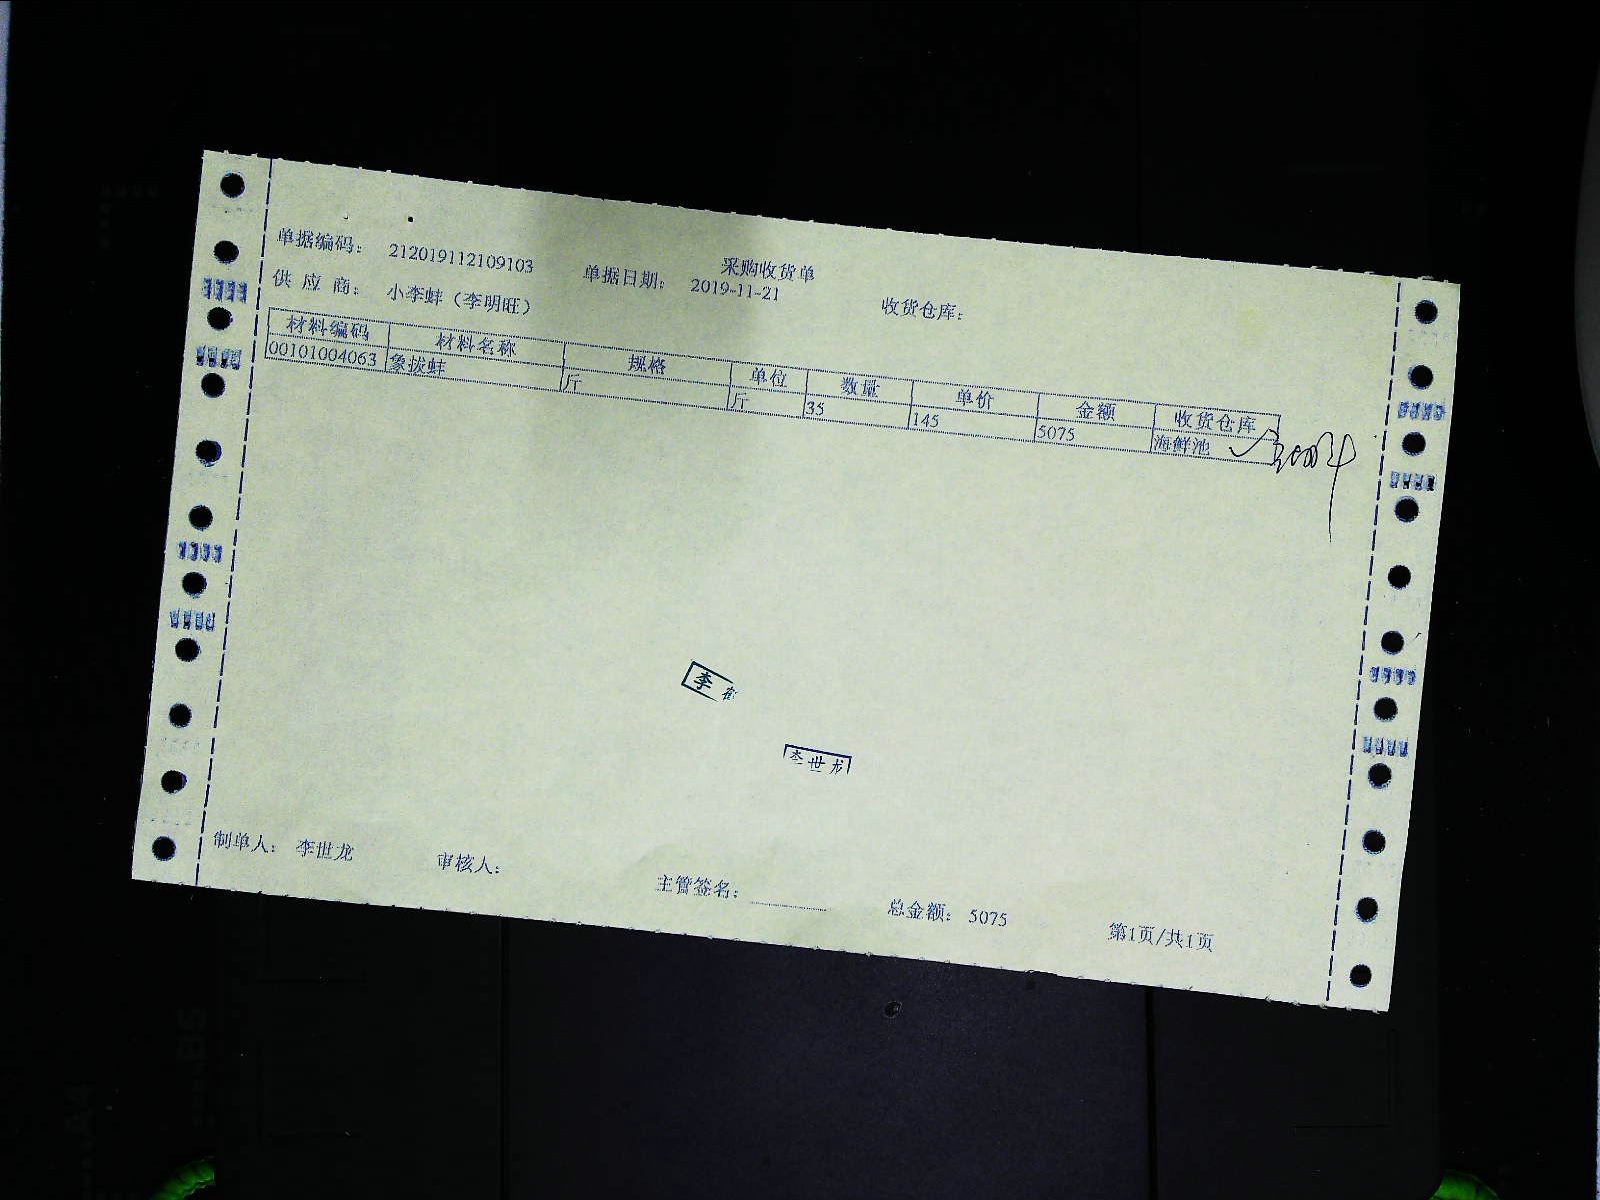 采购收货单
单据编码： 212019112109103 单据日期： 2019-11-21 收货仓库：
供 应 商： 小李蚌（李明旺）
材料编码 材料名称 规格 单位 数量 单价 金额 收货仓库
00101004063 象拔蚌 斤 斤 35 145 5075 海鲜池
李
李世龙
制单人： 李世龙 审核人： 主管签名： 总金额： 5075 第1页/共1页